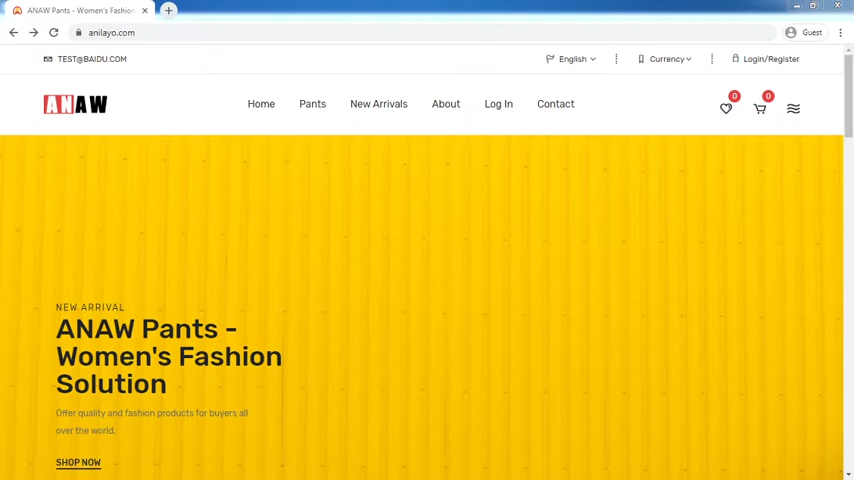 ANAW Pants - Women's Fashion
Guest
anilayo.com
TEST@BAIDU.COM
English
Currency
Login/Register
ANAW
Home
Pants
New Arrivals
About
Log In
Contact
0
0
NEW ARRIVAL
ANAW Pants -
Women's Fashion
Solution
Offer quality and fashion products for buyers all
over the world.
SHOP NOW